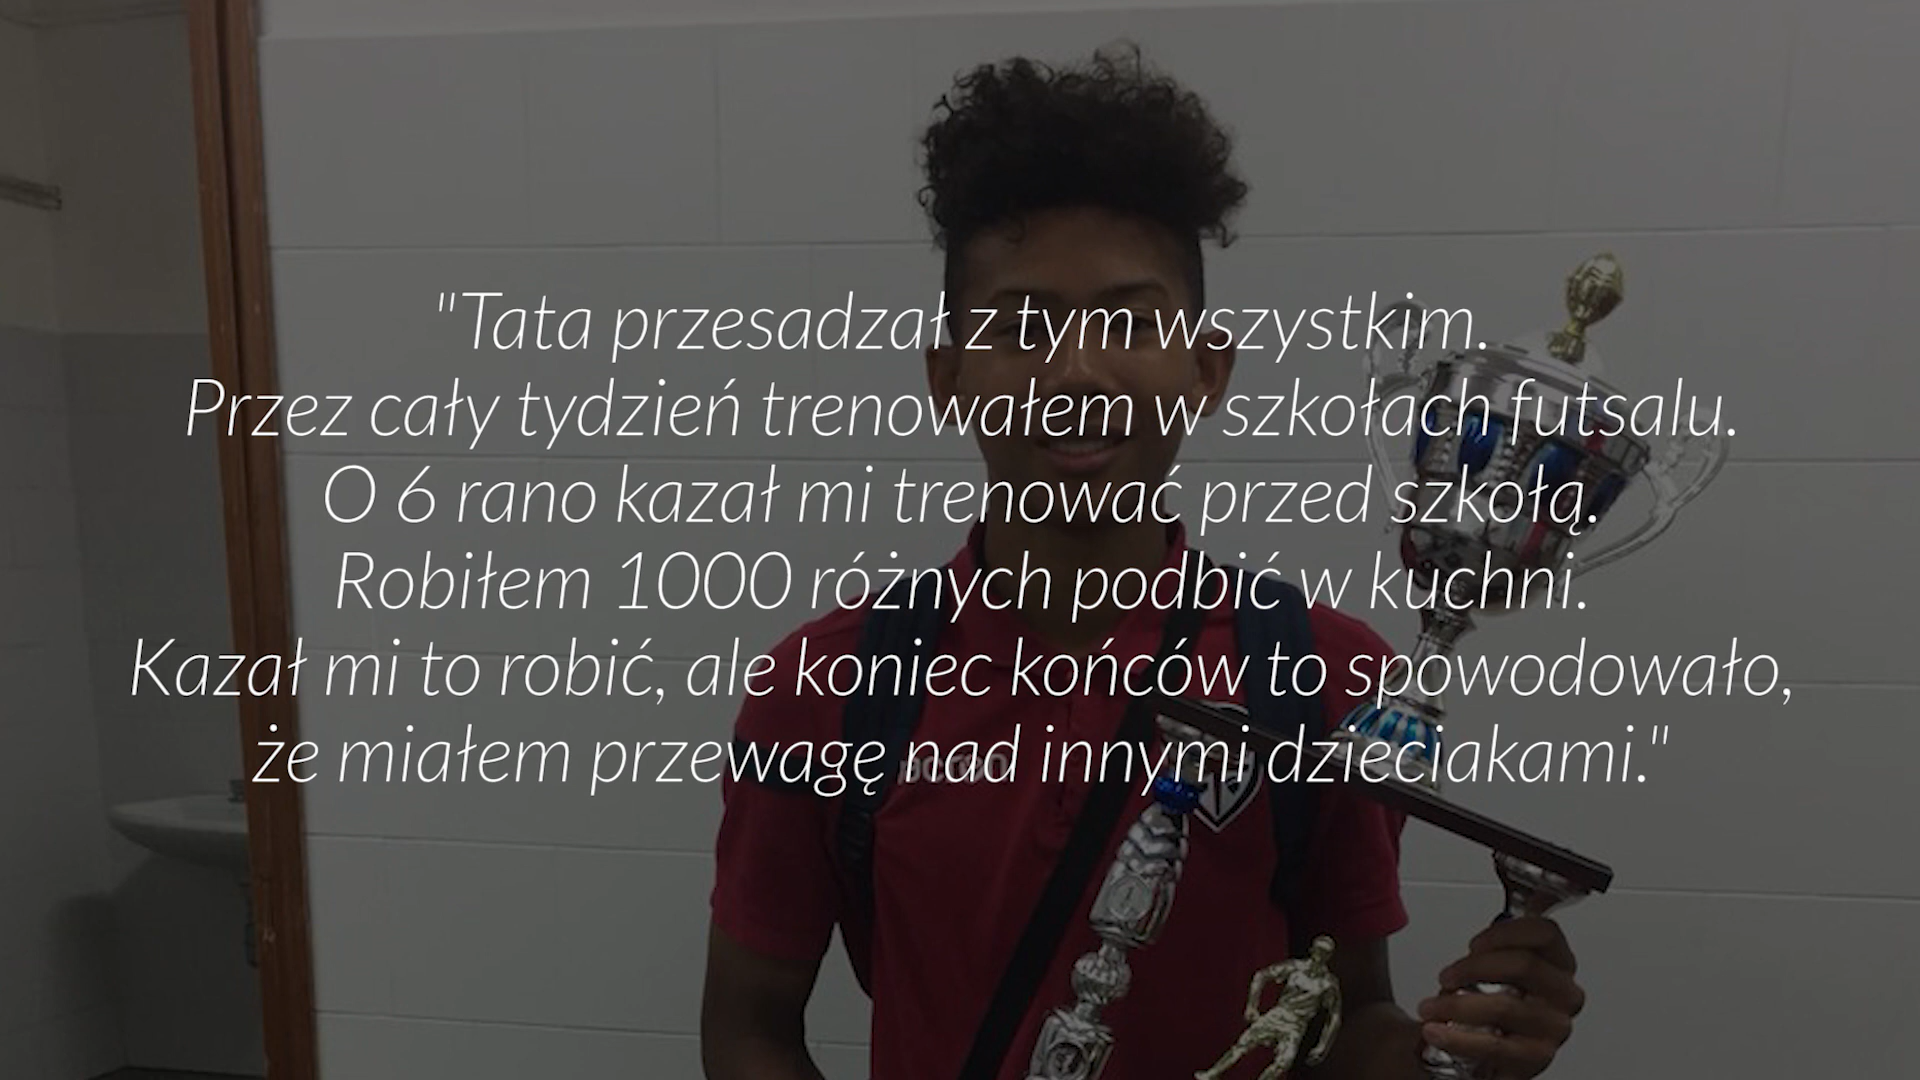 "Tata przesadzał z tym wszystkim.
Przez cały tydzień trenowałem w szkołach futsalu.
O 6 rano kazał mi trenować przed szkołą.
Robiłem 1000 różnych podbić w kuchni.
Kazał mi to robić, ale koniec końców to spowodowało,
że miałem przewagę nad innymi dzieciakami."